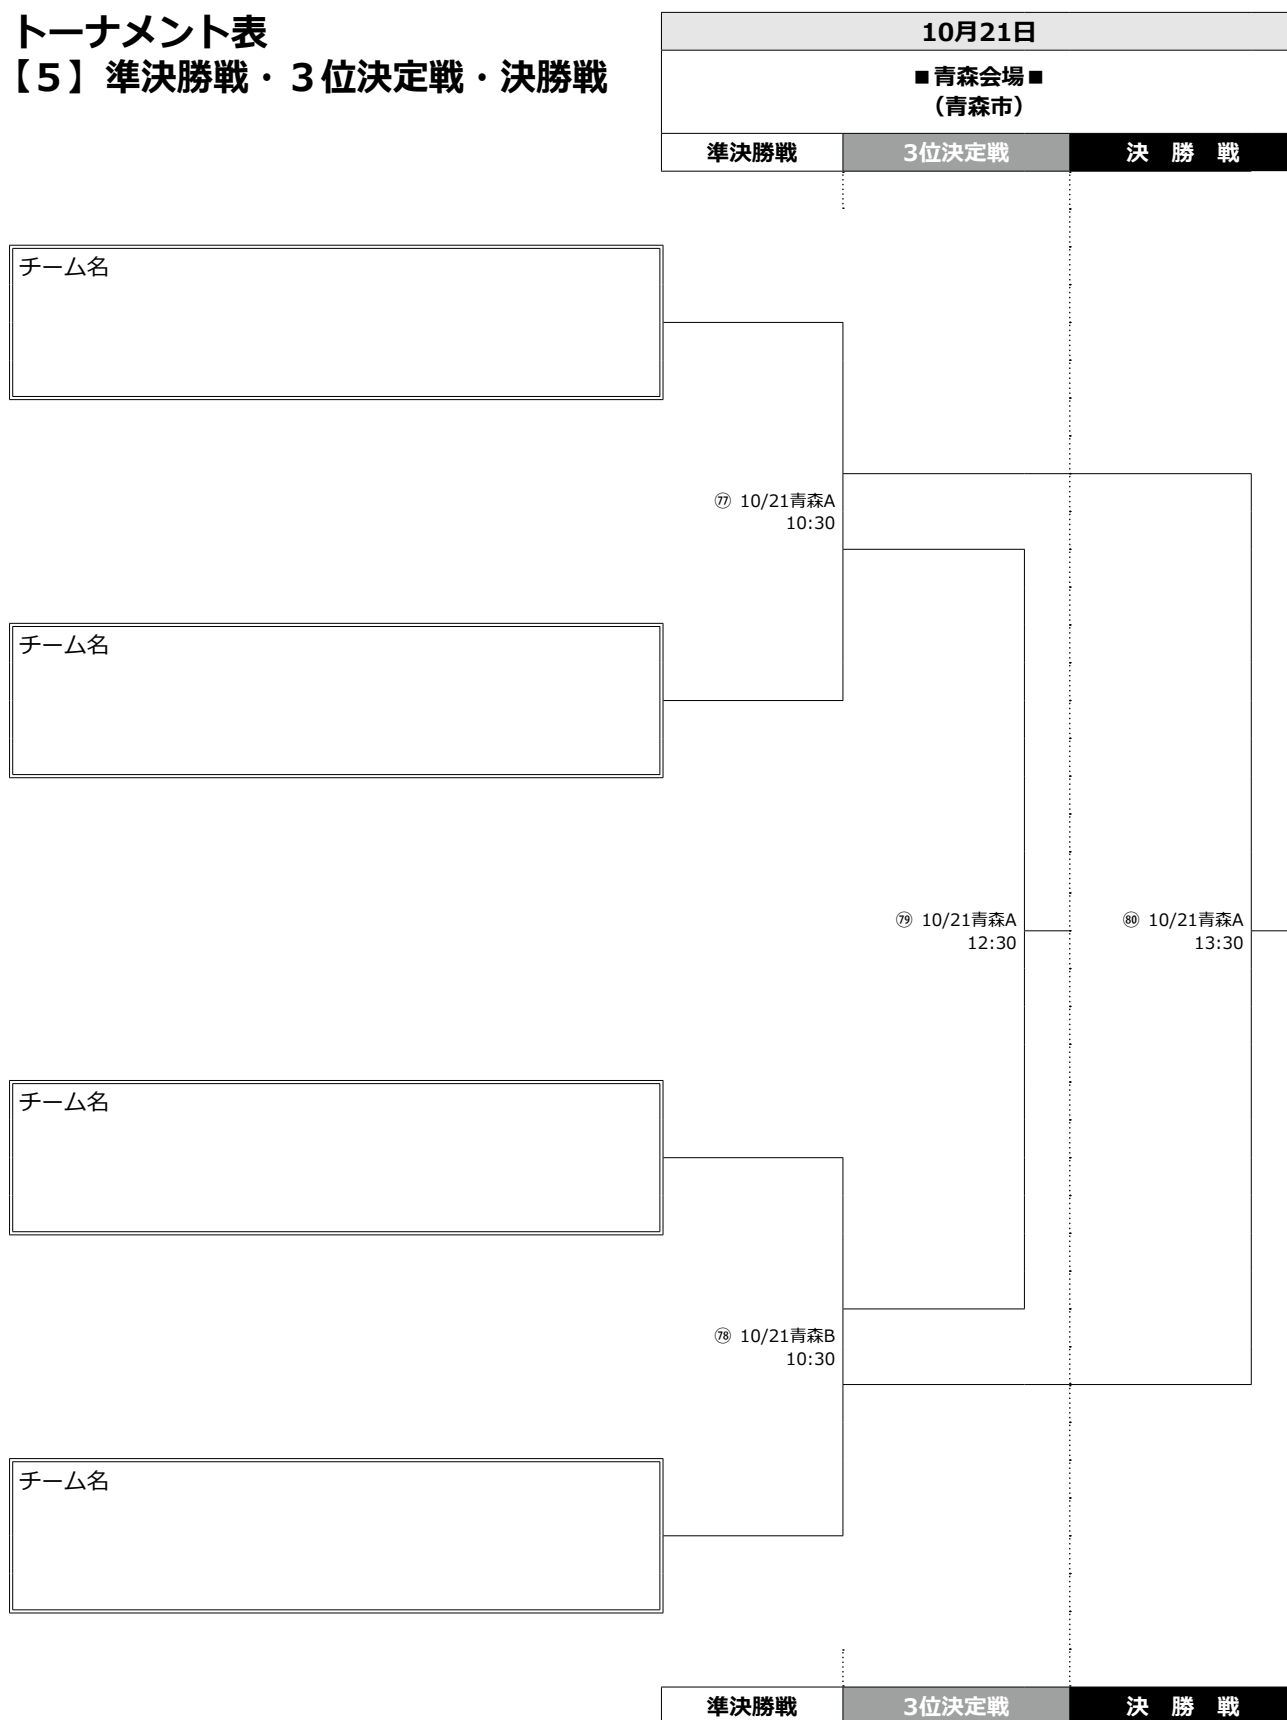 トーナメント表
【５】準決勝戦・３位決定戦・決勝戦
10月21日
■青森会場■
（青森市）
準決勝戦 3位決定戦 決　勝　戦
チーム名
㊆ 10/21青森A
10:30
チーム名
㊆ 10/21青森A
12:30
㊇ 10/21青森A
13:30
チーム名
㊆ 10/21青森B
10:30
チーム名
準決勝戦 3位決定戦 決　勝　戦